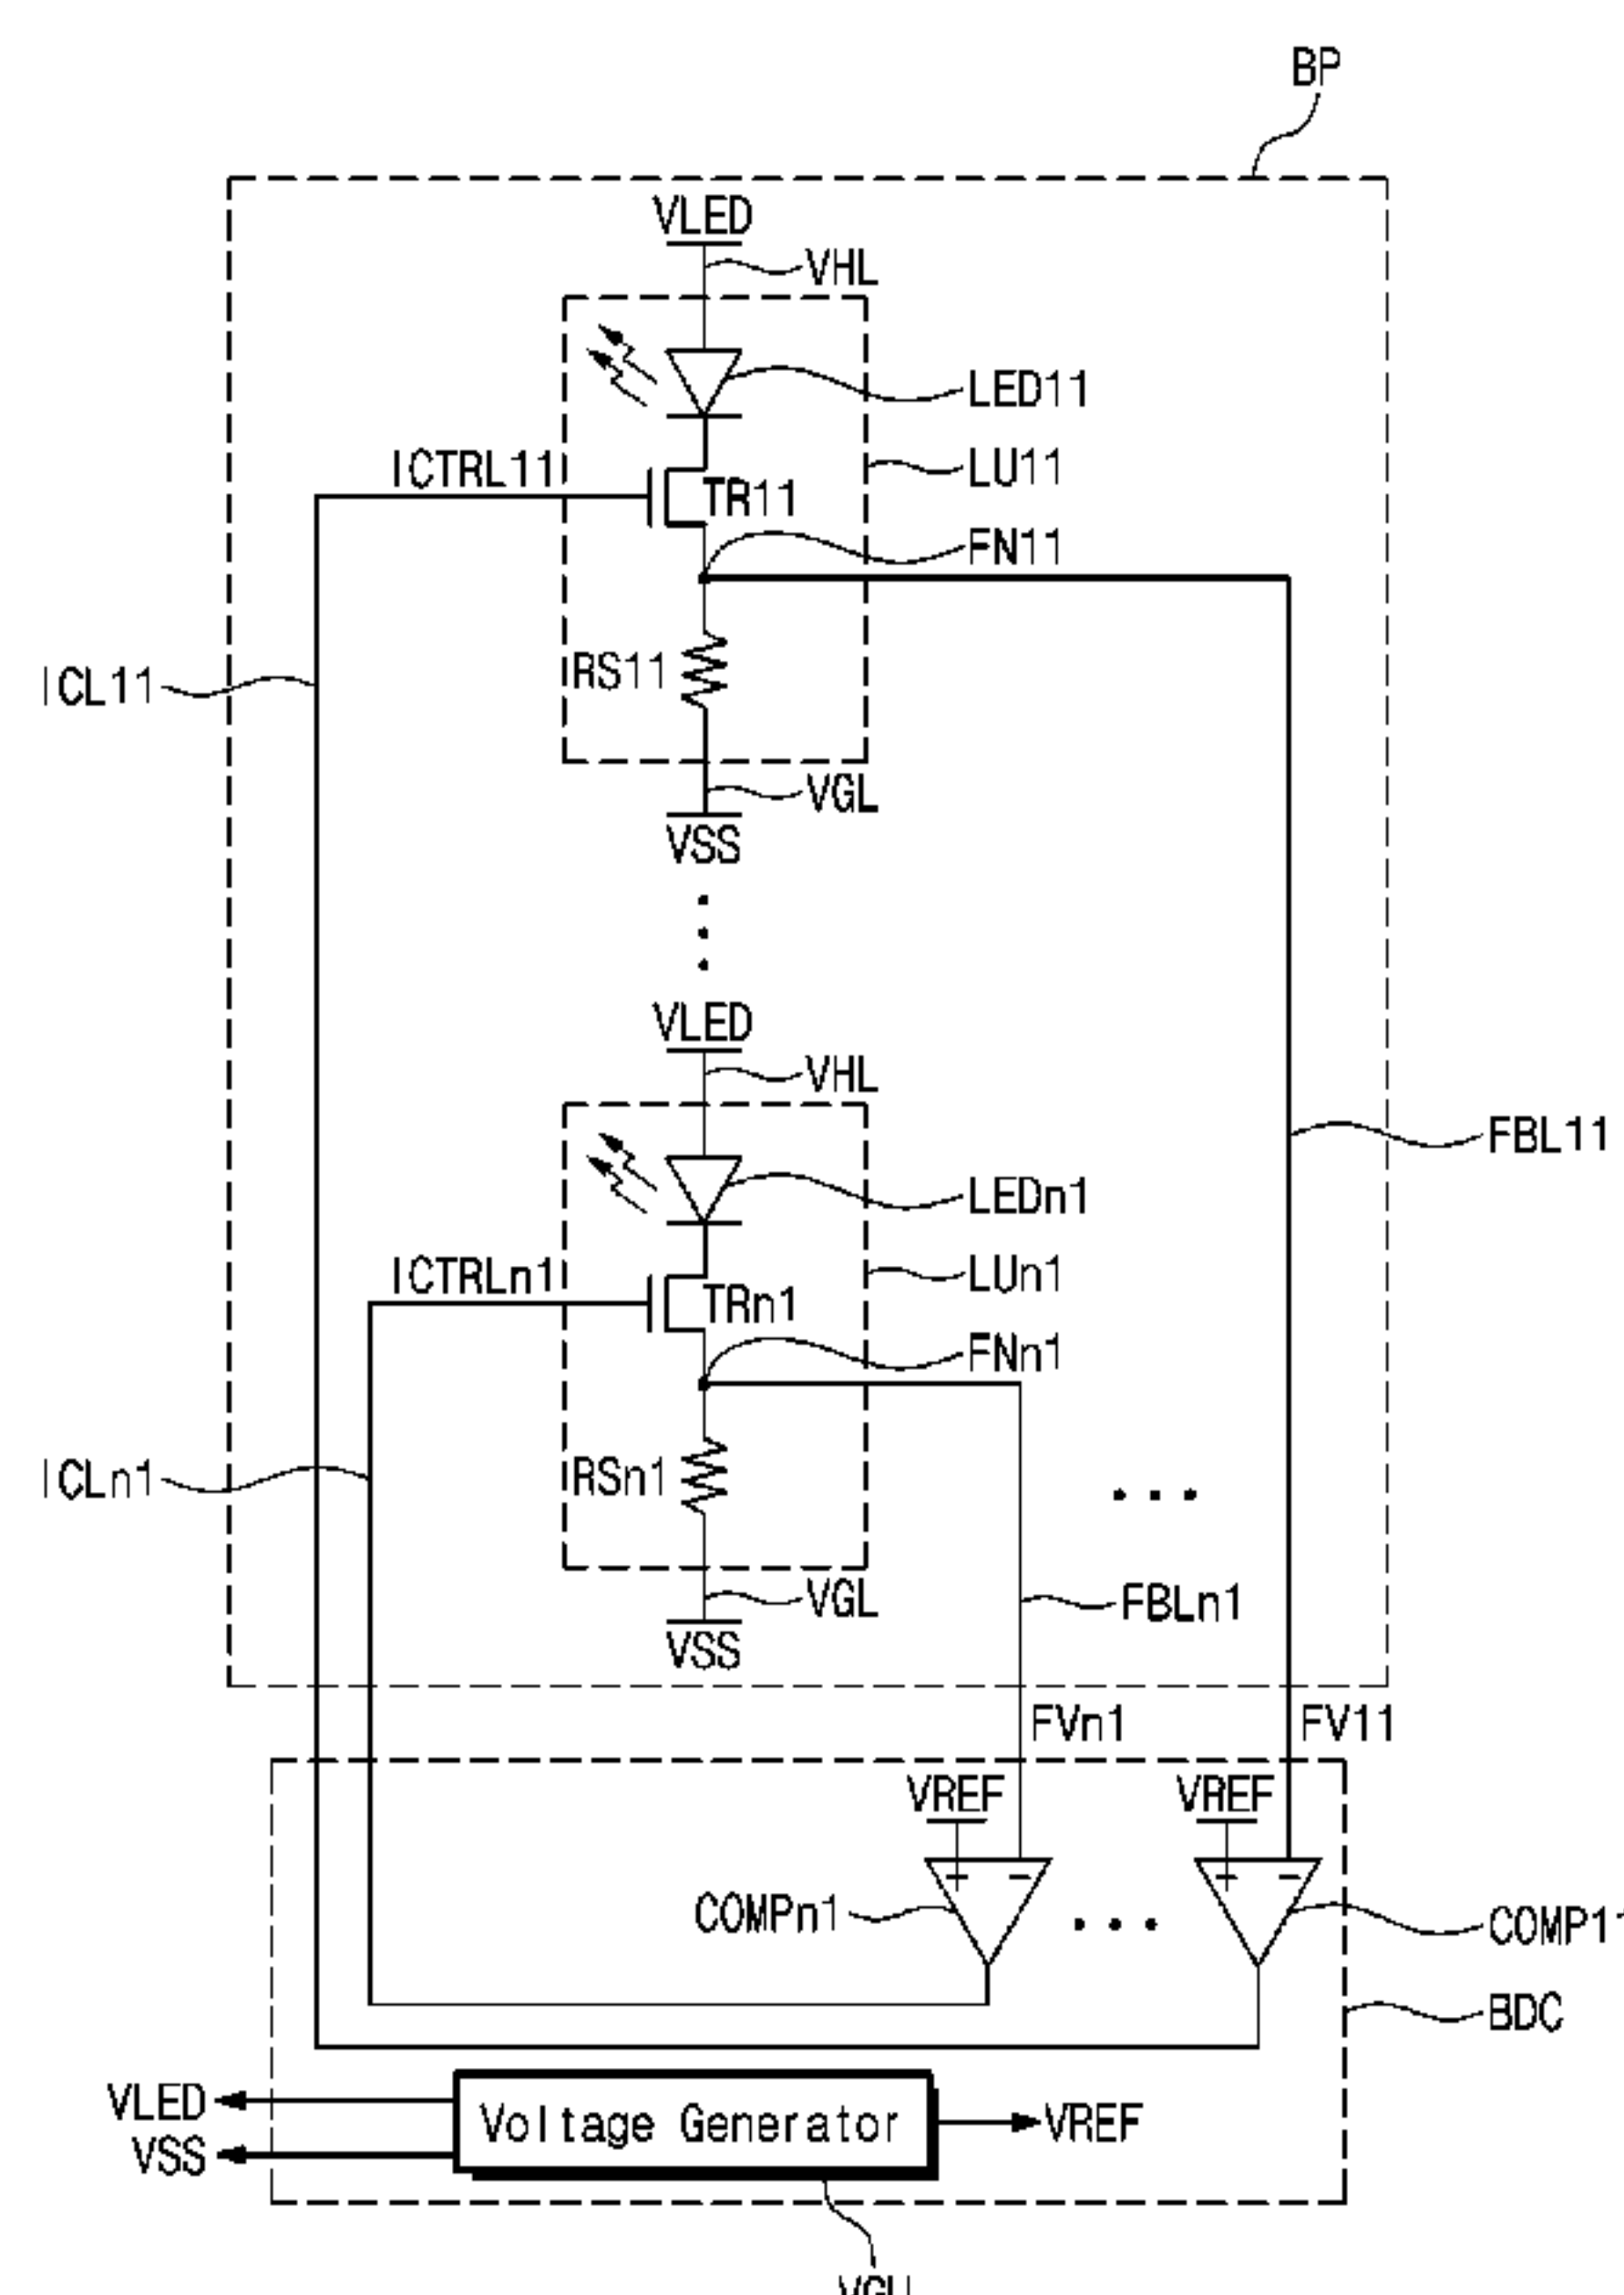 BP
VLED
VHL
LED11
ICTRL11
LU11
TR11
FN11
RS11
ICL11
VGL
VSS
VLED
VHL
FBL11
LEDn1
ICTRLn1
LUn1
TRn1
FNn1
RSn1
ICLn1
VGL
FBLn1
VSS
FVn1
FV11
VREF
VREF
+ -
+ -
COMPn1
COMP11
BDC
VLED
Voltage Generator
VREF
VSS